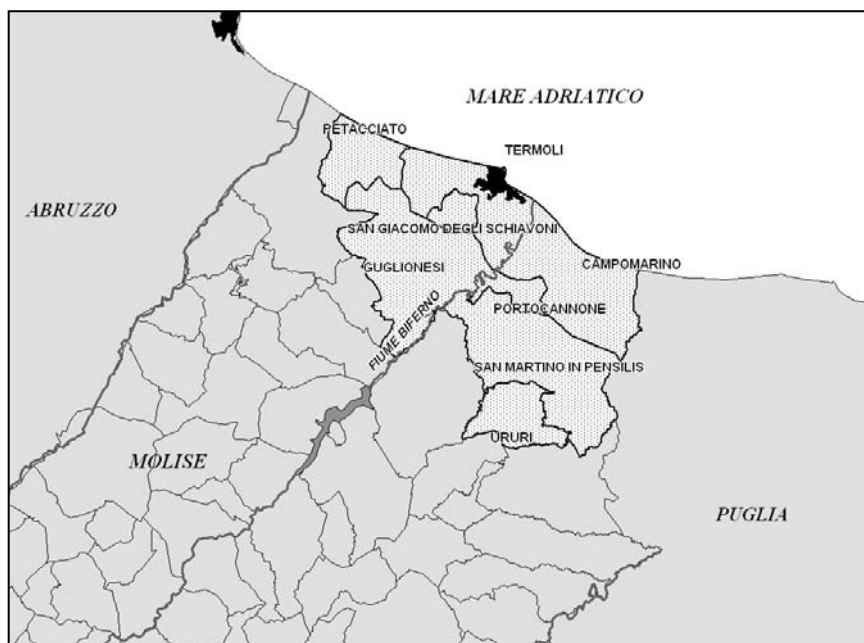 MARE ADRIATICO
PETACCIATO
TERMOLI
ABRUZZO
SAN GIACOMO DEGLI SCHIAVONI
GUGLIONESI
CAMPOMARINO
FIUME BIFERNO
PORTOCANNONE
SAN MARTINO IN PENSILIS
URURI
MOLISE
PUGLIA